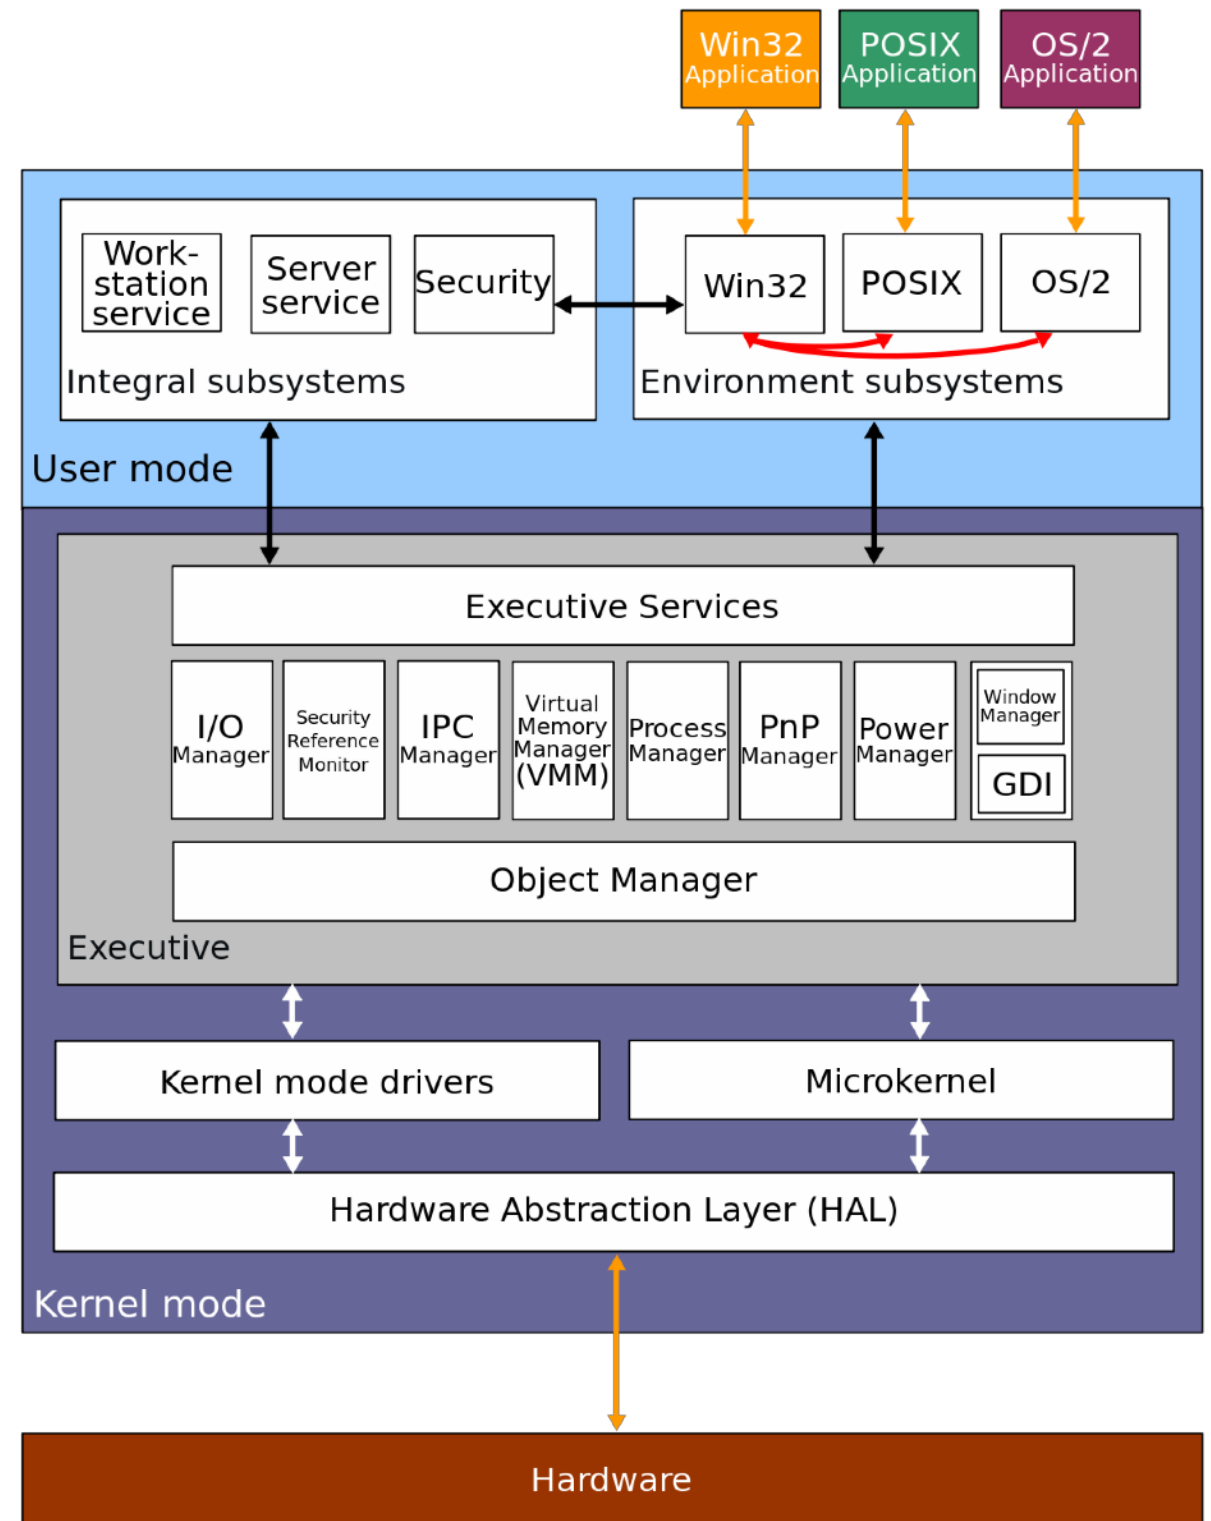 Win32
Application
POSIX
Application
OS/2
Application
Work-
station
service
Server
service
Security
Integral subsystems
Win32
POSIX
OS/2
Environment subsystems
User mode
Executive Services
I/O
Manager
Security
Reference
Monitor
IPC
Manager
Virtual
Memory
Manager
(VMM)
Process
Manager
PnP
Manager
Power
Manager
Window
Manager
GDI
Object Manager
Executive
Kernel mode drivers
Microkernel
Hardware Abstraction Layer (HAL)
Kernel mode
Hardware